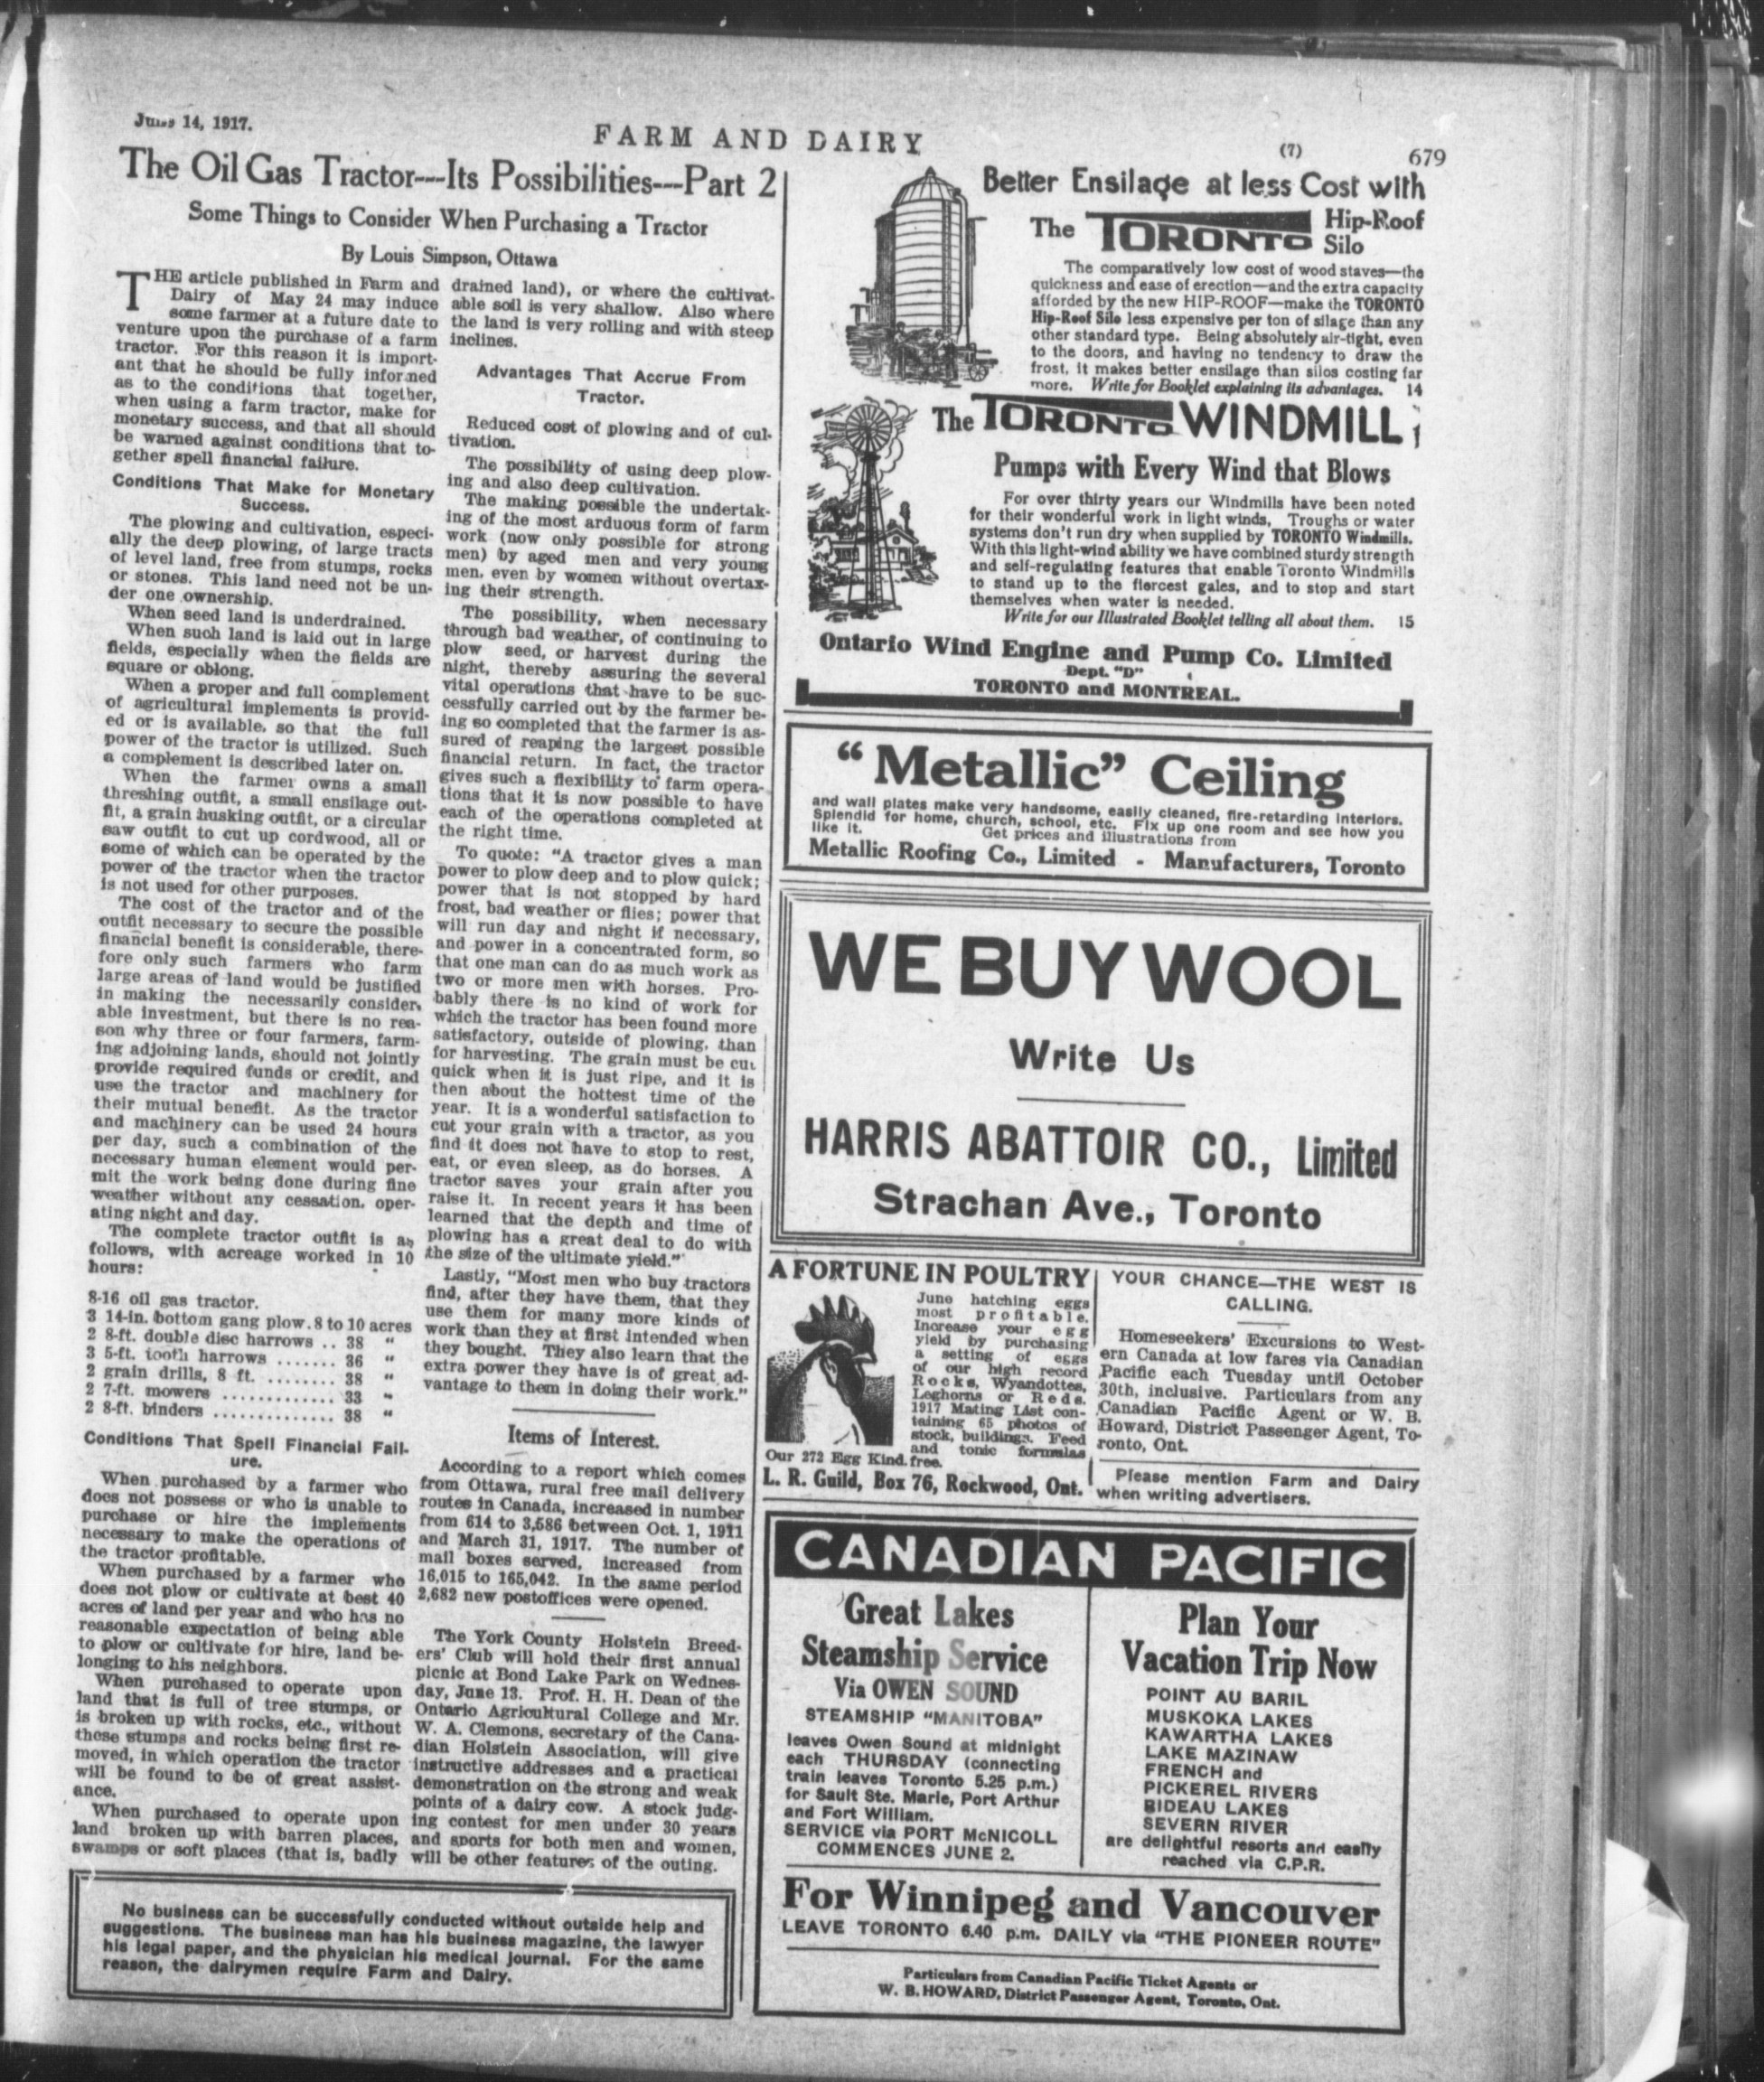 June 14, 1917.
FARM AND DAIRY
(7)
679
The Oil Gas Tractor---Its Possibilities---Part 2
Some Things to Consider When Purchasing a Tractor
By Louis Simpson, Ottawa
THE article published in Farm and
Dairy of May 24 may induce
some farmer at a future date to
venture upon the purchase of a farm
tractor. For this reason it is import-
ant that he should be fully informed
as to the conditions that together,
when using a farm tractor, make for
monetary success, and that all should
be warned against conditions that to-
gether spell financial failure.
Conditions That Make for Monetary
Success.
The plowing and cultivation, especi-
ally the deep plowing, of large tracts
of level land, free from stumps, rocks
or stones. This land need not be un-
der one ownership.
When seed land is underdrained.
When such land is laid out in large
fields, especially when the fields are
square or oblong.
When a proper and full complement
of agricultural implements is provid-
ed or is available, so that the full
power of the tractor is utilized. Such
a complement is described later on.
When the farmer owns a small
threshing outfit, a small ensilage out-
fit, a grain husking outfit, or a circular
saw outfit to cut up cordwood, all or
some of which can be operated by the
power of the tractor when the tractor
is not used for other purposes.
The cost of the tractor and of the
outfit necessary to secure the possible
financial benefit is considerable, there-
fore only such farmers who farm
large areas of land would be justified
in making the necessarily consider-
able investment, but there is no rea-
son why three or four farmers, farm-
ing adjoining lands, should not jointly
provide required funds or credit, and
use the tractor and machinery for
their mutual benefit. As the tractor
and machinery can be used 24 hours
per day, such a combination of the
necessary human element would per-
mit the work being done during fine
weather without any cessation, oper-
ating night and day.
The complete tractor outfit is as
follows, with acreage worked in 10
hours:
8-16 oil gas tractor.
3 14-in. bottom gang plow. 8 to 10 acres
2 8-ft. double disc harrows .. 38 "
3 5-ft. tooth harrows ....... 36 "
2 grain drills, 8 ft. ......... 38 "
2 7-ft. mowers ............. 33 "
2 8-ft. binders .............. 38 "
Conditions That Spell Financial Fail-
ure.
When purchased by a farmer who
does not possess or who is unable to
purchase or hire the implements
necessary to make the operations of
the tractor profitable.
When purchased by a farmer who
does not plow or cultivate at best 40
acres of land per year and who has no
reasonable expectation of being able
to plow or cultivate for hire, land be-
longing to his neighbors.
When purchased to operate upon
land that is full of tree stumps, or
is broken up with rocks, etc., without
those stumps and rocks being first re-
moved, in which operation the tractor
will be found to be of great assist-
ance.
When purchased to operate upon
land broken up with barren places,
swamps or soft places (that is, badly
drained land), or where the cultivat-
able soil is very shallow. Also where
the land is very rolling and with steep
inclines.
Advantages That Accrue From
Tractor.
Reduced cost of plowing and of cul-
tivation.
The possibility of using deep plow-
ing and also deep cultivation.
The making possible the undertak-
ing of the most arduous form of farm
work (now only possible for strong
men) by aged men and very young
men, even by women without overtax-
ing their strength.
The possibility, when necessary
through bad weather, of continuing to
plow seed, or harvest during the
night, thereby assuring the several
vital operations that have to be suc-
cessfully carried out by the farmer be-
ing so completed that the farmer is as-
sured of reaping the largest possible
financial return. In fact, the tractor
gives such a flexibility to farm opera-
tions that it is now possible to have
each of the operations completed at
the right time.
To quote: "A tractor gives a man
power to plow deep and to plow quick;
power that is not stopped by hard
frost, bad weather or flies; power that
will run day and night if necessary,
and power in a concentrated form, so
that one man can do as much work as
two or more men with horses. Pro-
bably there is no kind of work for
which the tractor has been found more
satisfactory, outside of plowing, than
for harvesting. The grain must be cut
quick when it is just ripe, and it is
then about the hottest time of the
year. It is a wonderful satisfaction to
cut your grain with a tractor, as you
find it does not have to stop to rest,
eat, or even sleep, as do horses. A
tractor saves your grain after you
raise it. In recent years it has been
learned that the depth and time of
plowing has a great deal to do with
the size of the ultimate yield."
Lastly, "Most men who buy tractors
find, after they have them, that they
use them for many more kinds of
work than they at first intended when
they bought. They also learn that the
extra power they have is of great ad-
vantage to them in doing their work."
Items of Interest.
According to a report which comes
from Ottawa, rural free mail delivery
routes in Canada, increased in number
from 614 to 3,586 between Oct. 1, 1911
and March 31, 1917. The number of
mail boxes served, increased from
16,015 to 165,042. In the same period
2,682 new postoffices were opened.
The York County Holstein Breed-
ers' Club will hold their first annual
picnic at Bond Lake Park on Wednes-
day, June 13. Prof. H. H. Dean of the
Ontario Agricultural College and Mr.
W. A. Clemons, secretary of the Cana-
dian Holstein Association, will give
instructive addresses and a practical
demonstration on the strong and weak
points of a dairy cow. A stock judg-
ing contest for men under 30 years
and sports for both men and women,
will be other features of the outing.
No business can be successfully conducted without outside help and
suggestions. The business man has his business magazine, the lawyer
his legal paper, and the physician his medical journal. For the same
reason, the dairymen require Farm and Dairy.
Better Ensilage at less Cost with
The TORONTO Hip-Roof
Silo
The comparatively low cost of wood staves—the
quickness and ease of erection—and the extra capacity
afforded by the new HIP-ROOF—make the TORONTO
Hip-Roof Silo less expensive per ton of silage than any
other standard type. Being absolutely air-tight, even
to the doors, and having no tendency to draw the
frost, it makes better ensilage than silos costing far
more. Write for Booklet explaining its advantages. 14
The TORONTO WINDMILL
Pumps with Every Wind that Blows
For over thirty years our Windmills have been noted
for their wonderful work in light winds, Troughs or water
systems don't run dry when supplied by TORONTO Windmills.
With this light-wind ability we have combined sturdy strength
and self-regulating features that enable Toronto Windmills
to stand up to the fiercest gales, and to stop and start
themselves when water is needed.
Write for our Illustrated Booklet telling all about them. 15
Ontario Wind Engine and Pump Co. Limited
Dept. "D"
TORONTO and MONTREAL.
"Metallic" Ceiling
and wall plates make very handsome, easily cleaned, fire-retarding interiors.
Splendid for home, church, school, etc. Fix up one room and see how you
like it. Get prices and illustrations from
Metallic Roofing Co., Limited - Manufacturers, Toronto
WE BUY WOOL
Write Us
HARRIS ABATTOIR CO., Limited
Strachan Ave., Toronto
A FORTUNE IN POULTRY
June hatching eggs
most profitable.
Increase your egg
yield by purchasing
a setting of eggs
of our high record
Rocks, Wyandottes,
Leghorns or Reds.
1917 Mating List con-
taining 65 photos of
stock, buildings. Feed
and tonic formulas
free.
Our 272 Egg Kind.
L. R. Guild, Box 76, Rockwood, Ont.
YOUR CHANCE—THE WEST IS
CALLING.
Homeseekers' Excursions to West-
ern Canada at low fares via Canadian
Pacific each Tuesday until October
30th, inclusive. Particulars from any
Canadian Pacific Agent or W. B.
Howard, District Passenger Agent, To-
ronto, Ont.
Please mention Farm and Dairy
when writing advertisers.
CANADIAN PACIFIC
Great Lakes
Steamship Service
Via OWEN SOUND
STEAMSHIP "MANITOBA"
leaves Owen Sound at midnight
each THURSDAY (connecting
train leaves Toronto 5.25 p.m.)
for Sault Ste. Marie, Port Arthur
and Fort William.
SERVICE via PORT McNICOLL
COMMENCES JUNE 2.
Plan Your
Vacation Trip Now
POINT AU BARIL
MUSKOKA LAKES
KAWARTHA LAKES
LAKE MAZINAW
FRENCH and
PICKEREL RIVERS
RIDEAU LAKES
SEVERN RIVER
are delightful resorts and easily
reached via C.P.R.
For Winnipeg and Vancouver
LEAVE TORONTO 6.40 p.m. DAILY via "THE PIONEER ROUTE"
Particulars from Canadian Pacific Ticket Agents or
W. B. HOWARD, District Passenger Agent, Toronto, Ont.